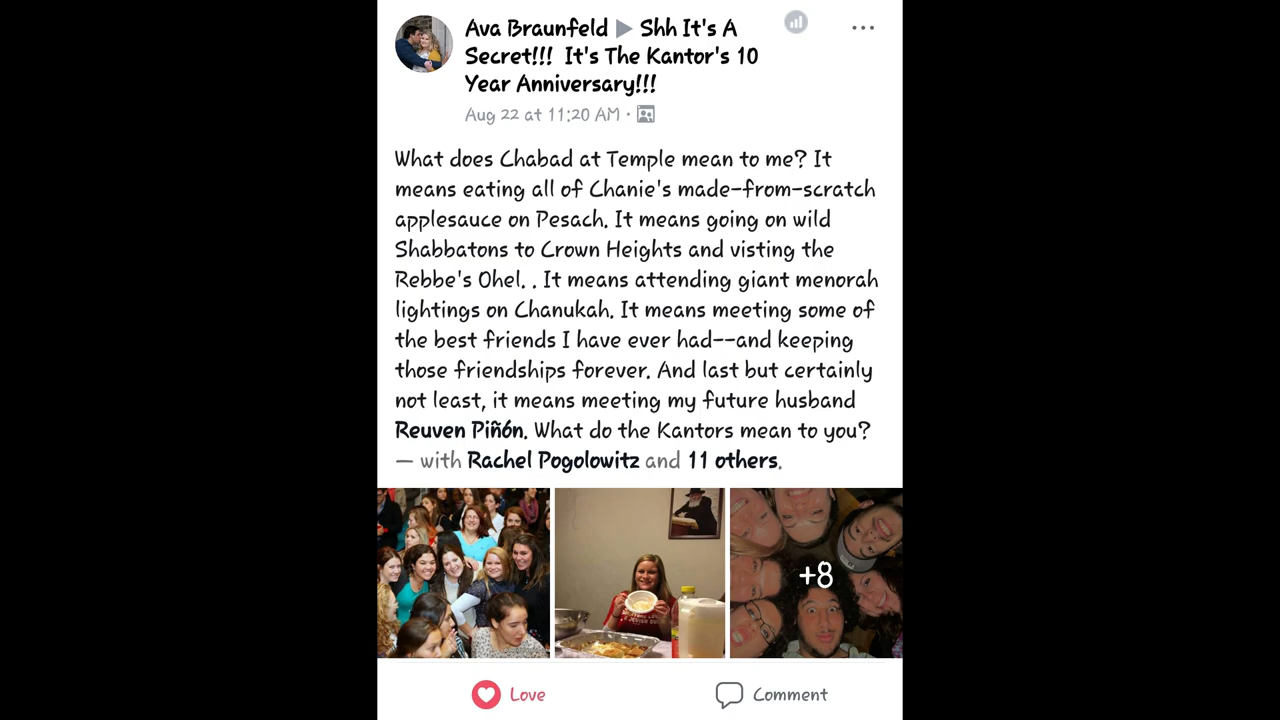 Ava Braunfeld ▶ Shh It's A
Secret!!! It's The Kantor's 10
Year Anniversary!!!
Aug 22 at 11:20 AM ·
What does Chabad at Temple mean to me? It
means eating all of Chanie's made-from-scratch
applesauce on Pesach. It means going on wild
Shabbatons to Crown Heights and visting the
Rebbe's Ohel. . It means attending giant menorah
lightings on Chanukah. It means meeting some of
the best friends I have ever had--and keeping
those friendships forever. And last but certainly
not least, it means meeting my future husband
Reuven Piñón. What do the Kantors mean to you?
— with Rachel Pogolowitz and 11 others.
+8
Love
Comment